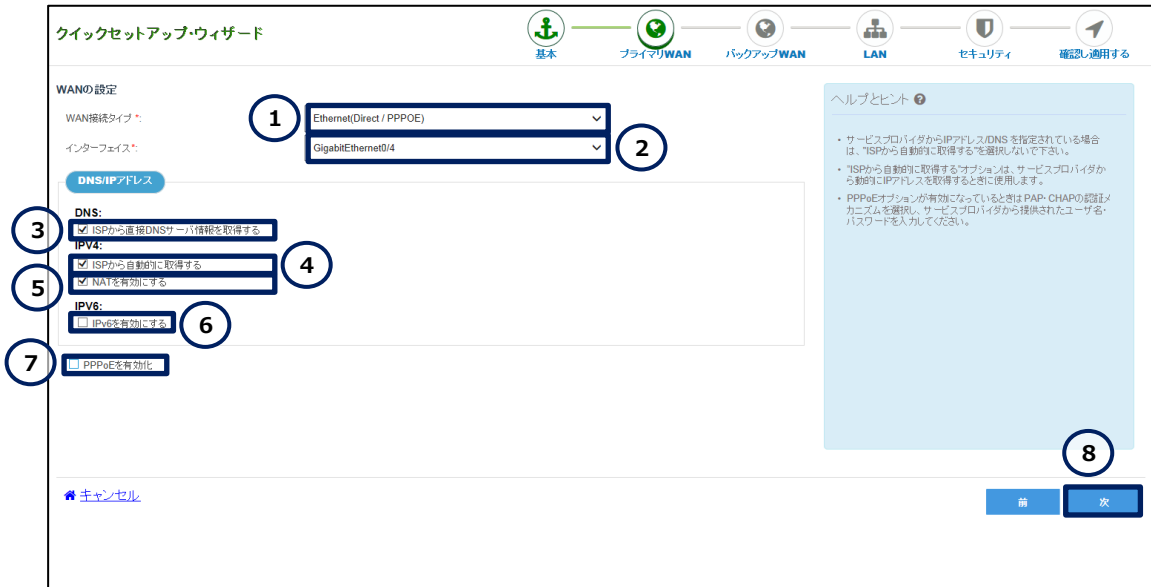 クイックセットアップ・ウィザード
基本
プライマリWAN
バックアップWAN
LAN
セキュリティ
確認し適用する
WANの設定
WAN接続タイプ *:
1
Ethernet(Direct / PPPOE)
インターフェイス*:
GigabitEthernet0/4
2
DNS/IPアドレス
DNS:
3
ISPから直接DNSサーバ情報を取得する
IPV4:
ISPから自動的に取得する
4
5
NATを有効にする
IPV6:
IPv6を有効にする
6
7
PPPoEを有効化
ヘルプとヒント
• サービスプロバイダからIPアドレス/DNS を指定されている場合
は、"ISPから自動的に取得する"を選択しないで下さい。
• "ISPから自動的に取得する"オプションは、サービスプロバイダか
ら動的にIPアドレスを取得するときに使用します。
• PPPoEオプションが有効になっているときは PAP・CHAPの認証メ
カニズムを選択し、サービスプロバイダから提供されたユーザ名・
パスワードを入力してください。
8
キャンセル
前
次